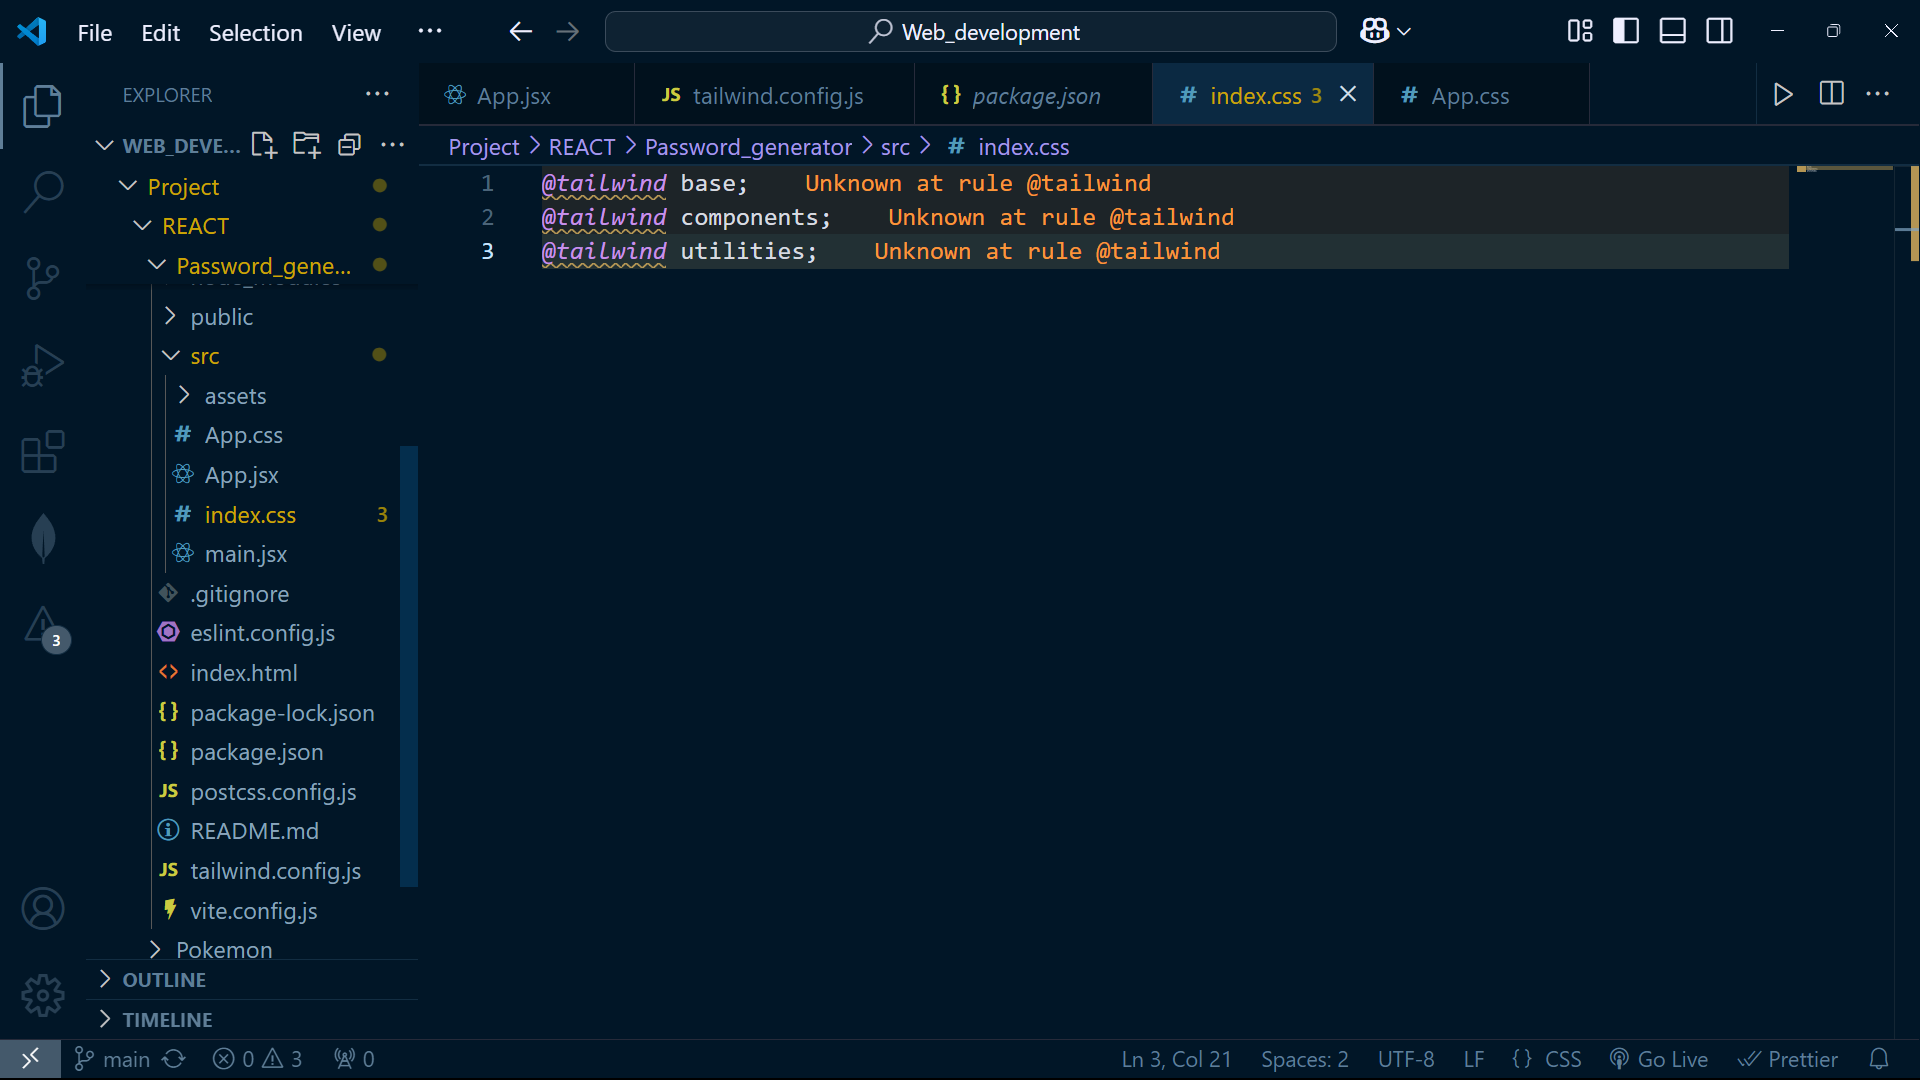 File Edit Selection View ··· Web_development
EXPLORER ···
WEB_DEVE... ···
Project
REACT
Password_gene...
public
src
assets
App.css
App.jsx
index.css 3
main.jsx
.gitignore
eslint.config.js
index.html
package-lock.json
package.json
JS postcss.config.js
README.md
JS tailwind.config.js
vite.config.js
Pokemon
OUTLINE
TIMELINE
3
App.jsx JS tailwind.config.js {} package.json # index.css 3 # App.css ···
Project > REACT > Password_generator > src > # index.css
1 @tailwind base; Unknown at rule @tailwind
2 @tailwind components; Unknown at rule @tailwind
3 @tailwind utilities; Unknown at rule @tailwind
main 0 3 0 Ln 3, Col 21 Spaces: 2 UTF-8 LF {} CSS Go Live Prettier